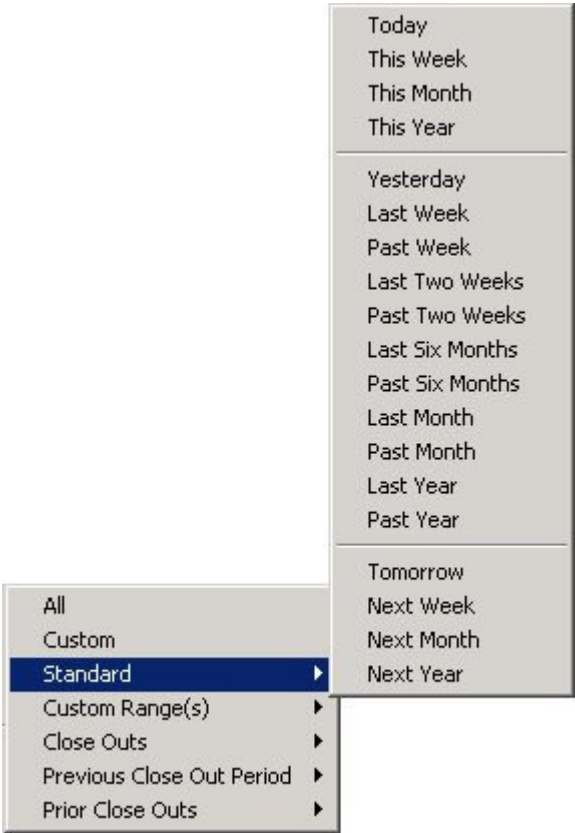 Today
This Week
This Month
This Year
Yesterday
Last Week
Past Week
Last Two Weeks
Past Two Weeks
Last Six Months
Past Six Months
Last Month
Past Month
Last Year
Past Year
Tomorrow
Next Week
Next Month
Next Year
All
Custom
Standard
Custom Range(s)
Close Outs
Previous Close Out Period
Prior Close Outs